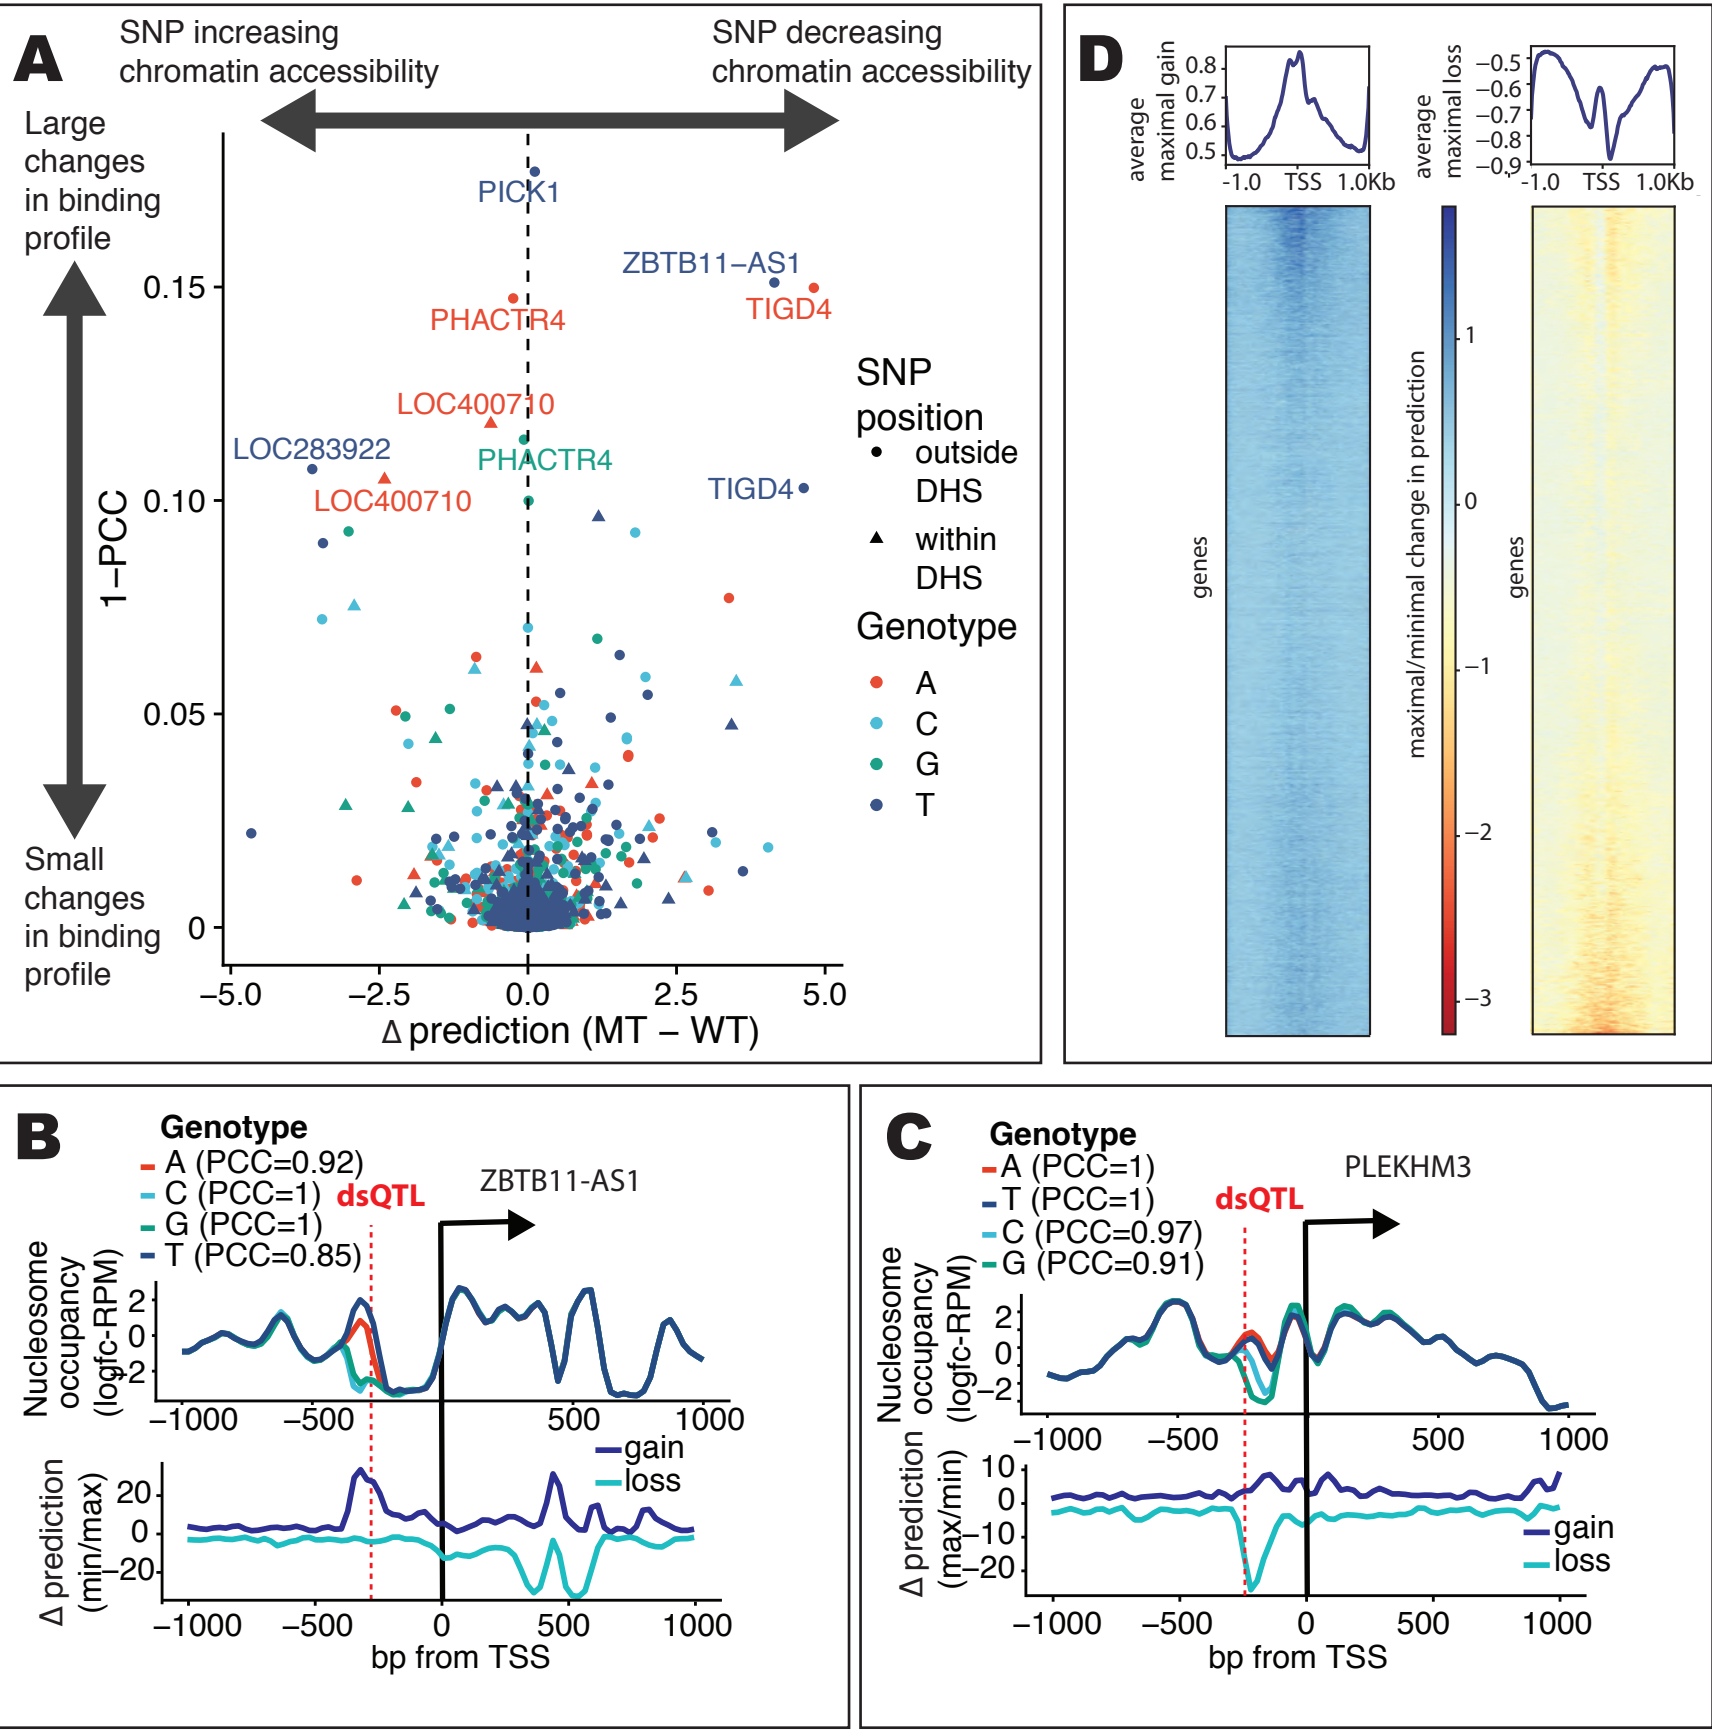 A
SNP increasing
chromatin accessibility
SNP decreasing
chromatin accessibility
Large
changes
in binding
profile
Small
changes
in binding
profile
1−PCC
0.15
0.10
0.05
0
PICK1
ZBTB11−AS1
TIGD4
PHACTR4
LOC400710
LOC283922
PHACTR4
LOC400710
TIGD4
−5.0
−2.5
0.0
2.5
5.0
Δ prediction (MT − WT)
SNP
position
outside
DHS
within
DHS
Genotype
A
C
G
T
D
average
maximal gain
0.8
0.7
0.6
0.5
-1.0
TSS
1.0Kb
average
maximal loss
−0.5
−0.6
−0.7
−0.8
−0.9
-1.0
TSS
1.0Kb
genes
maximal/minimal change in prediction
1
0
−1
−2
−3
genes
B
Genotype
A (PCC=0.92)
C (PCC=1)
G (PCC=1)
T (PCC=0.85)
dsQTL
ZBTB11-AS1
Nucleosome
occupancy
(logfc-RPM)
2
0
−2
−1000
−500
500
1000
gain
loss
Δ prediction
(min/max)
20
0
−20
−1000
−500
0
500
1000
bp from TSS
C
Genotype
A (PCC=1)
T (PCC=1)
C (PCC=0.97)
G (PCC=0.91)
dsQTL
PLEKHM3
Nucleosome
occupancy
(logfc-RPM)
2
0
−2
−1000
−500
500
1000
Δ prediction
(max/min)
10
0
−10
−20
gain
loss
−1000
−500
0
500
1000
bp from TSS